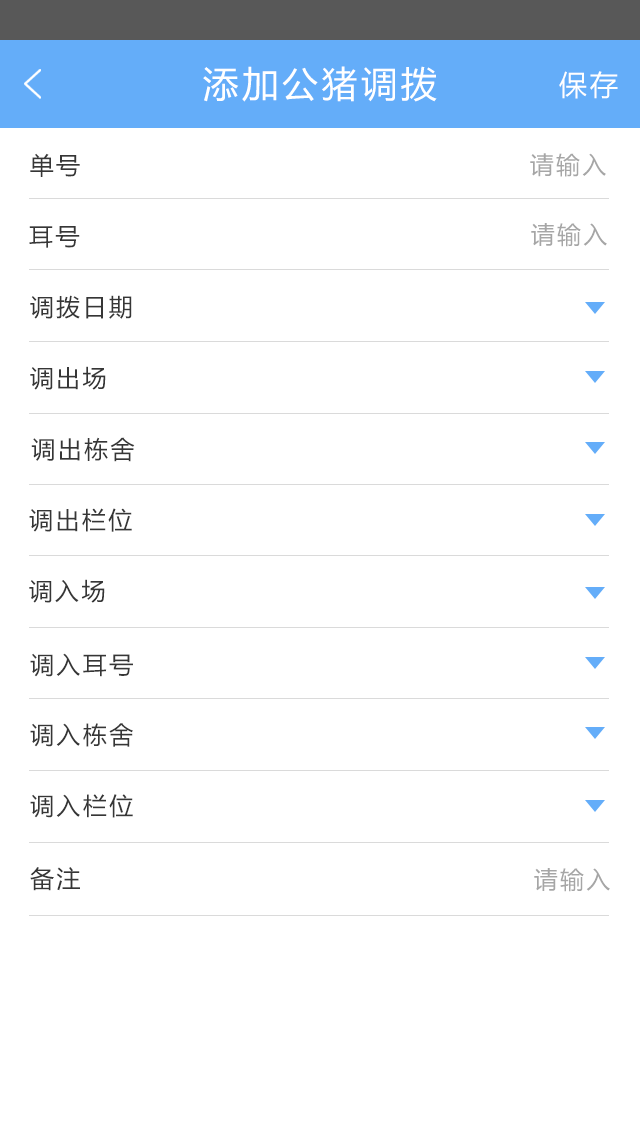 添加公猪调拨 保存
单号 请输入
耳号 请输入
调拨日期
调出场
调出栋舍
调出栏位
调入场
调入耳号
调入栋舍
调入栏位
备注 请输入